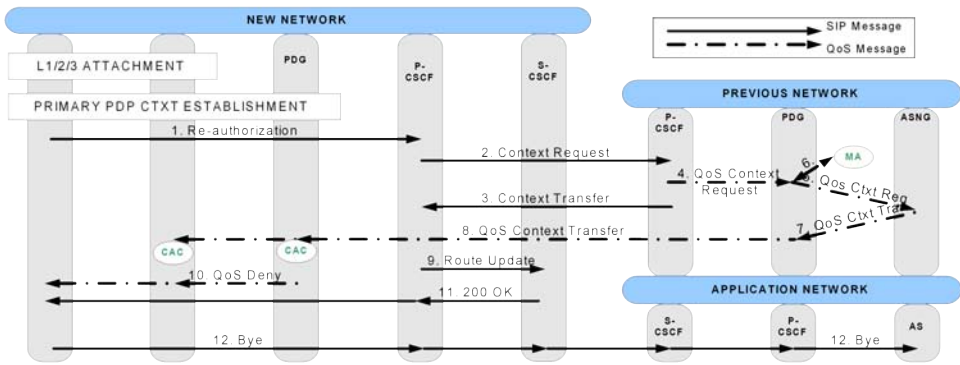 NEW NETWORK
SIP Message
QoS Message
L1/2/3 ATTACHMENT
PDG
P-
CSCF
S-
CSCF
PRIMARY PDP CTXT ESTABLISHMENT
PREVIOUS NETWORK
P-
CSCF
PDG
ASNG
1. Re-authorization
2. Context Request
6.
MA
4. QoS Context
Request
5. Qos Ctxt Req
3. Context Transfer
7. QoS Ctxt Tra
8. QoS Context Transfer
CAC
CAC
9. Route Update
10. QoS Deny
11. 200 OK
APPLICATION NETWORK
S-
CSCF
P-
CSCF
AS
12. Bye
12. Bye